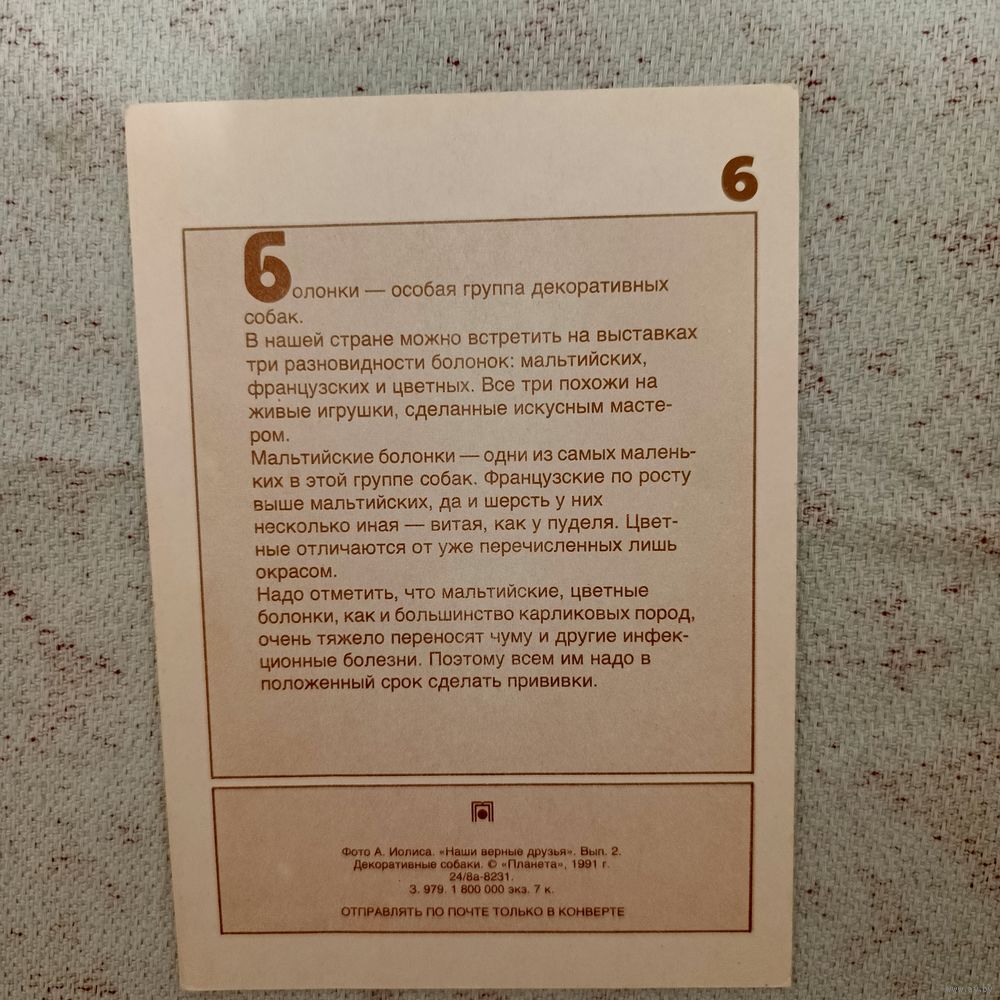 6
Болонки — особая группа декоративных
собак.
В нашей стране можно встретить на выставках
три разновидности болонок: мальтийских,
французских и цветных. Все три похожи на
живые игрушки, сделанные искусным масте-
ром.
Мальтийские болонки — одни из самых малень-
ких в этой группе собак. Французские по росту
выше мальтийских, да и шерсть у них
несколько иная — витая, как у пуделя. Цвет-
ные отличаются от уже перечисленных лишь
окрасом.
Надо отметить, что мальтийские, цветные
болонки, как и большинство карликовых пород,
очень тяжело переносят чуму и другие инфек-
ционные болезни. Поэтому всем им надо в
положенный срок сделать прививки.
Фото А. Иолиса. «Наши верные друзья». Вып. 2.
Декоративные собаки. © «Планета», 1991 г.
24/8а-8231.
З. 979. 1 800 000 экз. 7 к.
ОТПРАВЛЯТЬ ПО ПОЧТЕ ТОЛЬКО В КОНВЕРТЕ
www.ay.by